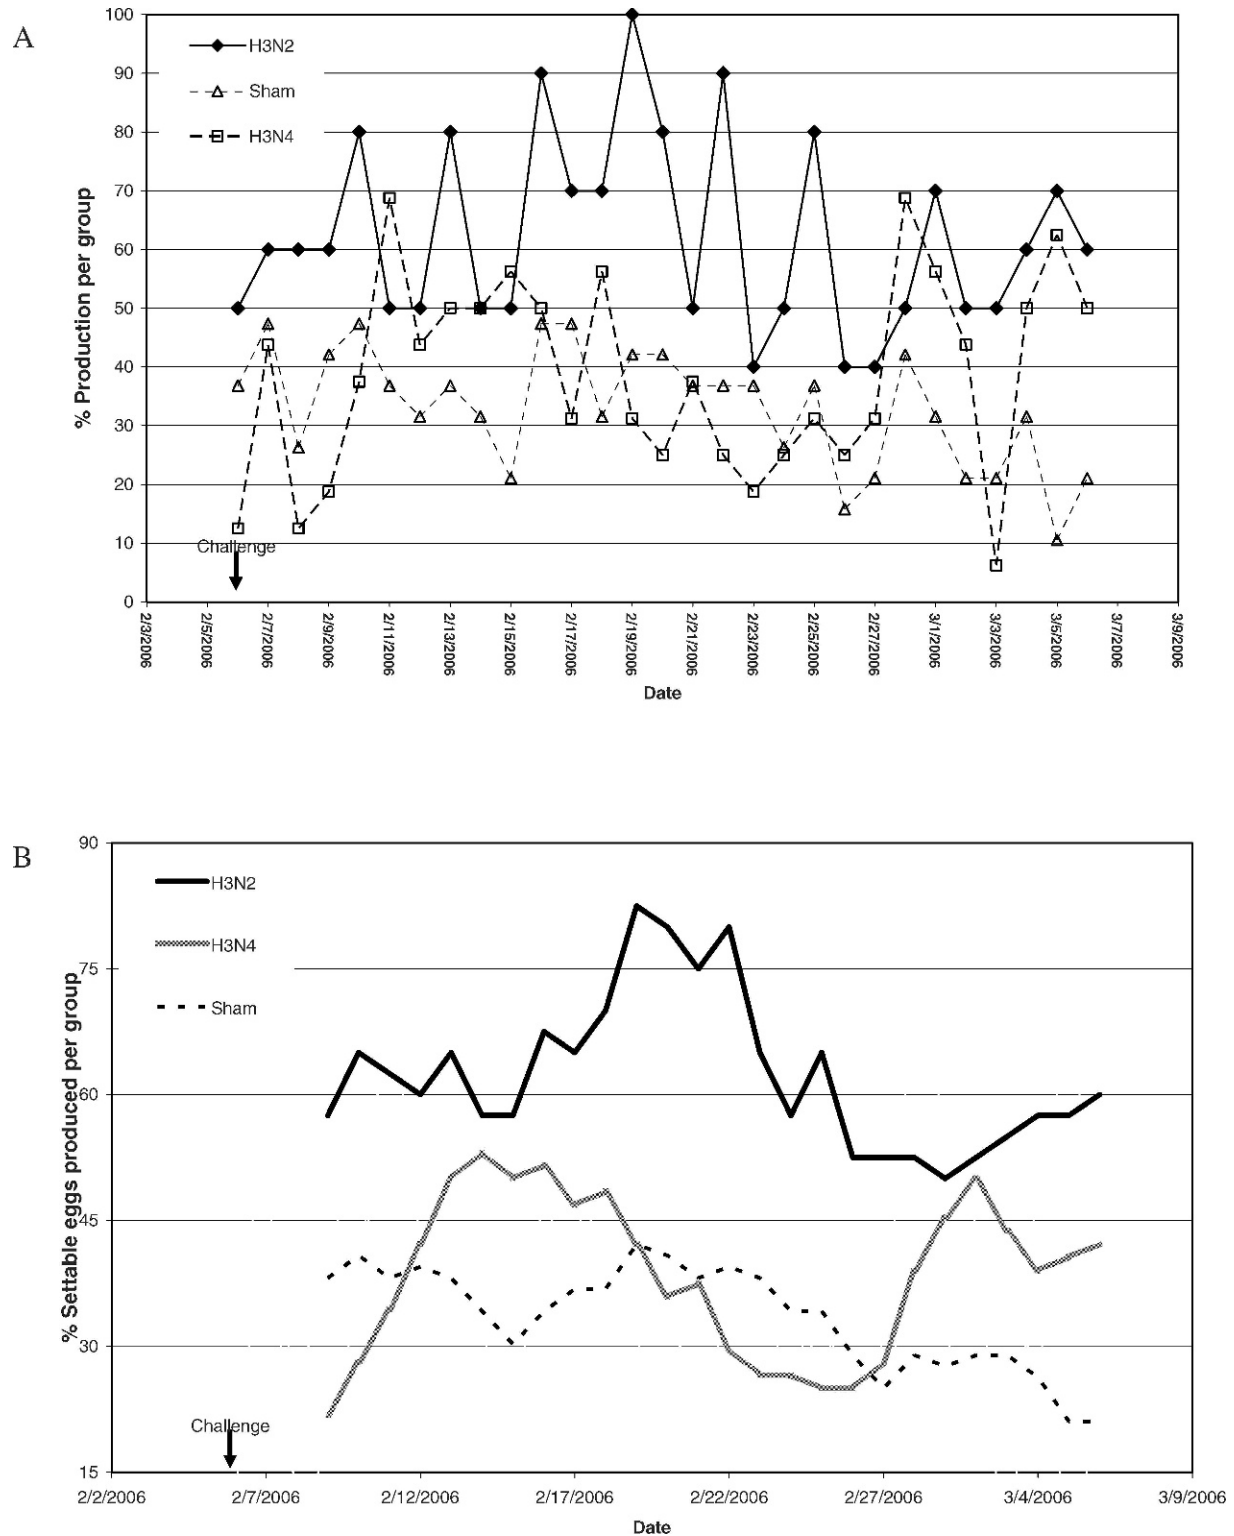 A
100
90
80
70
60
50
40
30
20
10
0
% Production per group
H3N2
Sham
H3N4
Challenge
2/3/2006
2/5/2006
2/7/2006
2/9/2006
2/11/2006
2/13/2006
2/15/2006
2/17/2006
2/19/2006
2/21/2006
2/23/2006
2/25/2006
2/27/2006
3/1/2006
3/3/2006
3/5/2006
3/7/2006
3/9/2006
Date
B
90
75
60
45
30
15
% Settable eggs produced per group
H3N2
H3N4
Sham
Challenge
2/2/2006 2/7/2006 2/12/2006 2/17/2006 2/22/2006 2/27/2006 3/4/2006 3/9/2006
Date